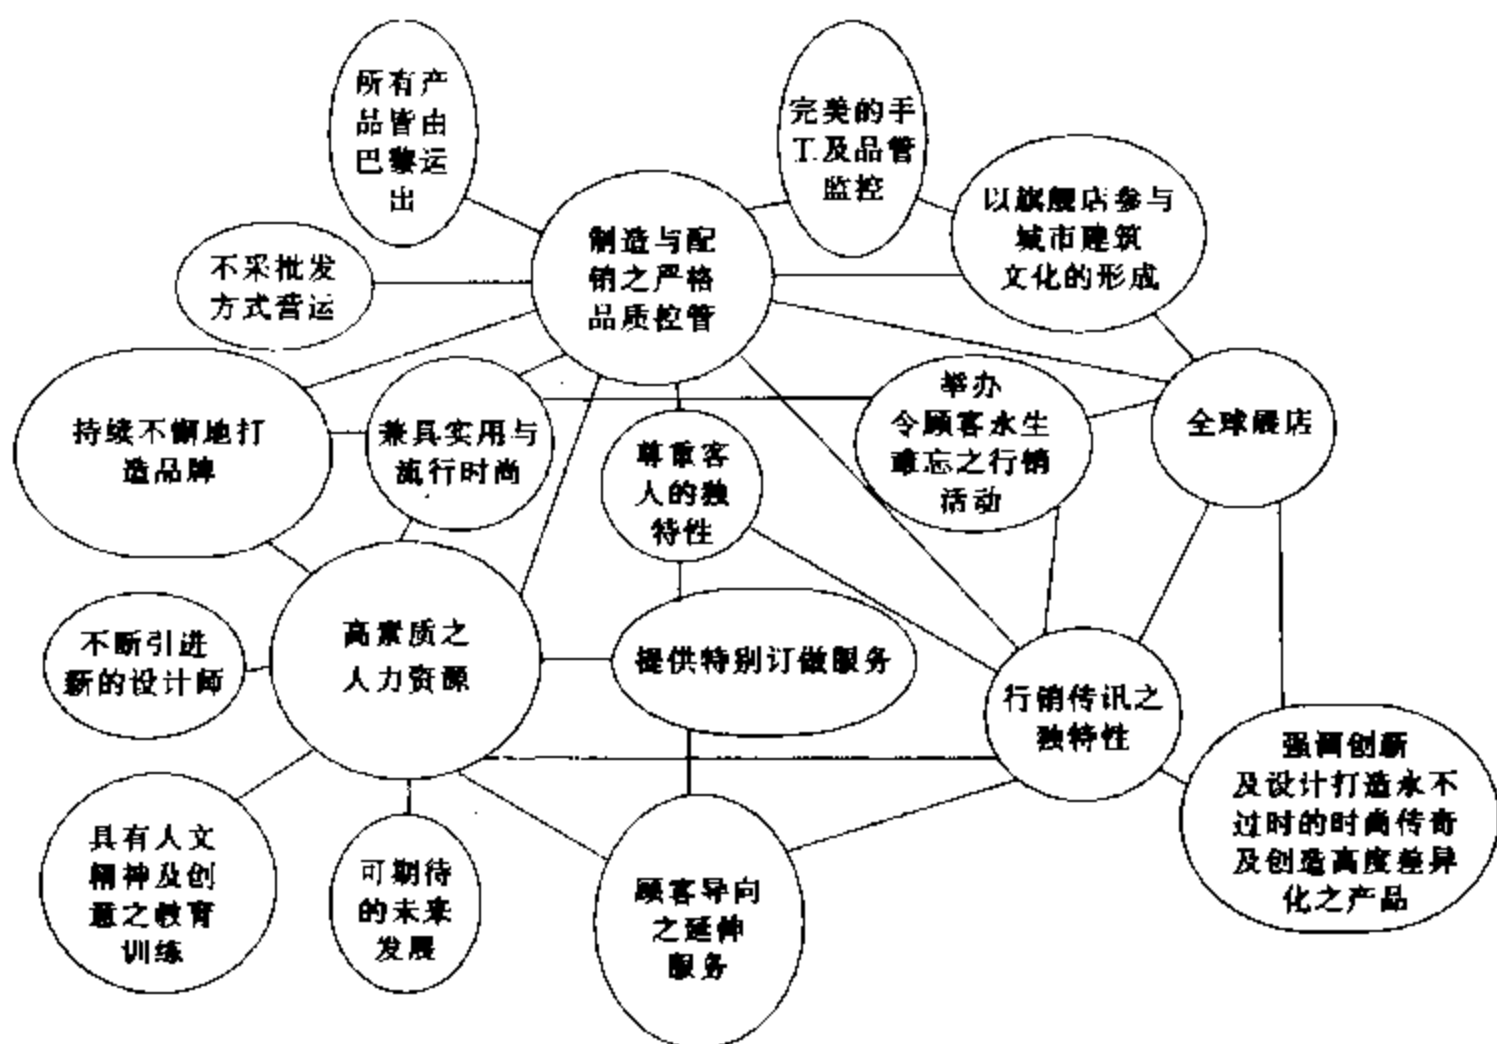 所有产
品皆由
巴黎运
出
完美的手
工及品管
监控
以旗舰店参与
城市建筑
文化的形成
制造与配
销之严格
品质控管
不采批发
方式营运
持续不懈地打
造品牌
兼具实用与
流行时尚
尊重客
人的独
特性
举办
令顾客永生
难忘之行销
活动
全球展店
不断引进
新的设计师
高素质之
人力资源
提供特别订做服务
行销传讯之
独特性
强调创新
及设计打造永不
过时的时尚传奇
及创造高度差异
化之产品
具有人文
精神及创
意之教育
训练
可期待
的未来
发展
顾客导向
之延伸
服务